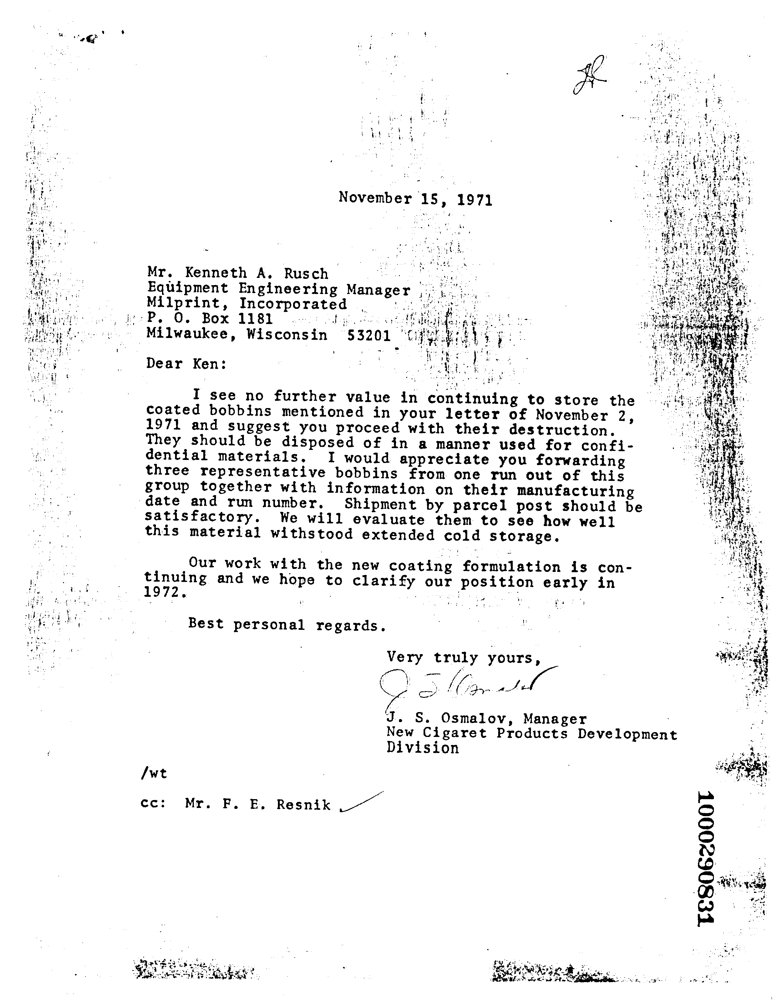 November 15, 1971
Mr. Kenneth A. Rusch
Equipment Engineering Manager
Milprint, Incorporated
P. O. Box 1181
Milwaukee, Wisconsin 53201
Dear Ken:
I see no further value in continuing to store the
coated bobbins mentioned in your letter of November 2,
1971 and suggest you proceed with their destruction.
They should be disposed of in a manner used for confi-
dential materials. I would appreciate you forwarding
three representative bobbins from one run out of this
group together with information on their manufacturing
date and run number. Shipment by parcel post should be
satisfactory. We will evaluate them to see how well
this material withstood extended cold storage.
Our work with the new coating formulation is con-
tinuing and we hope to clarify our position early in
1972.
Best personal regards.
Very truly yours,
J S Osmalov
J. S. Osmalov, Manager
New Cigaret Products Development
Division
/wt
cc: Mr. F. E. Resnik
1000290831